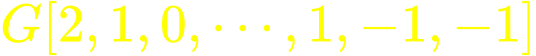 G[2, 1, 0, ⋯, 1, −1, −1]